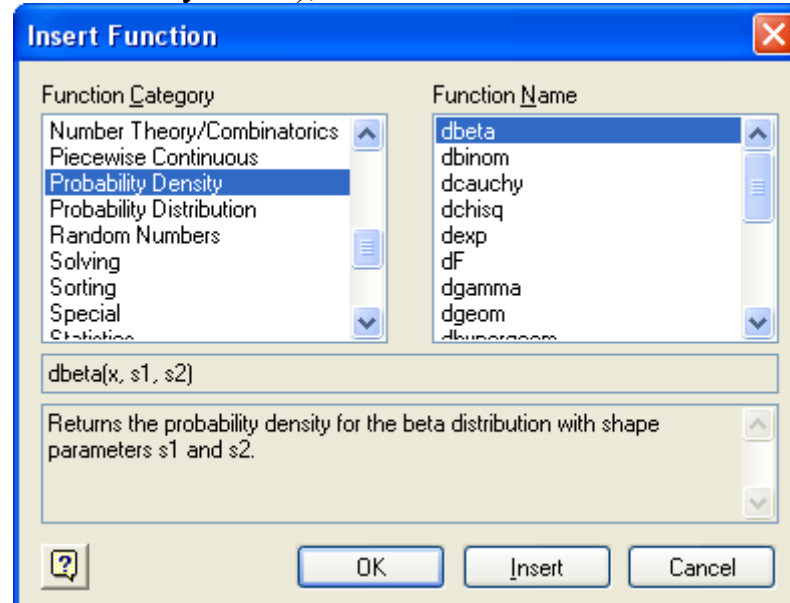 Insert Function
Function Category
Function Name
Number Theory/Combinatorics
Piecewise Continuous
Probability Density
Probability Distribution
Random Numbers
Solving
Sorting
Special
Statistics
dbeta
dbinom
dcauchy
dchisq
dexp
dF
dgamma
dgeom
dhypergeom
dbeta(x, s1, s2)
Returns the probability density for the beta distribution with shape
parameters s1 and s2.
OK
Insert
Cancel